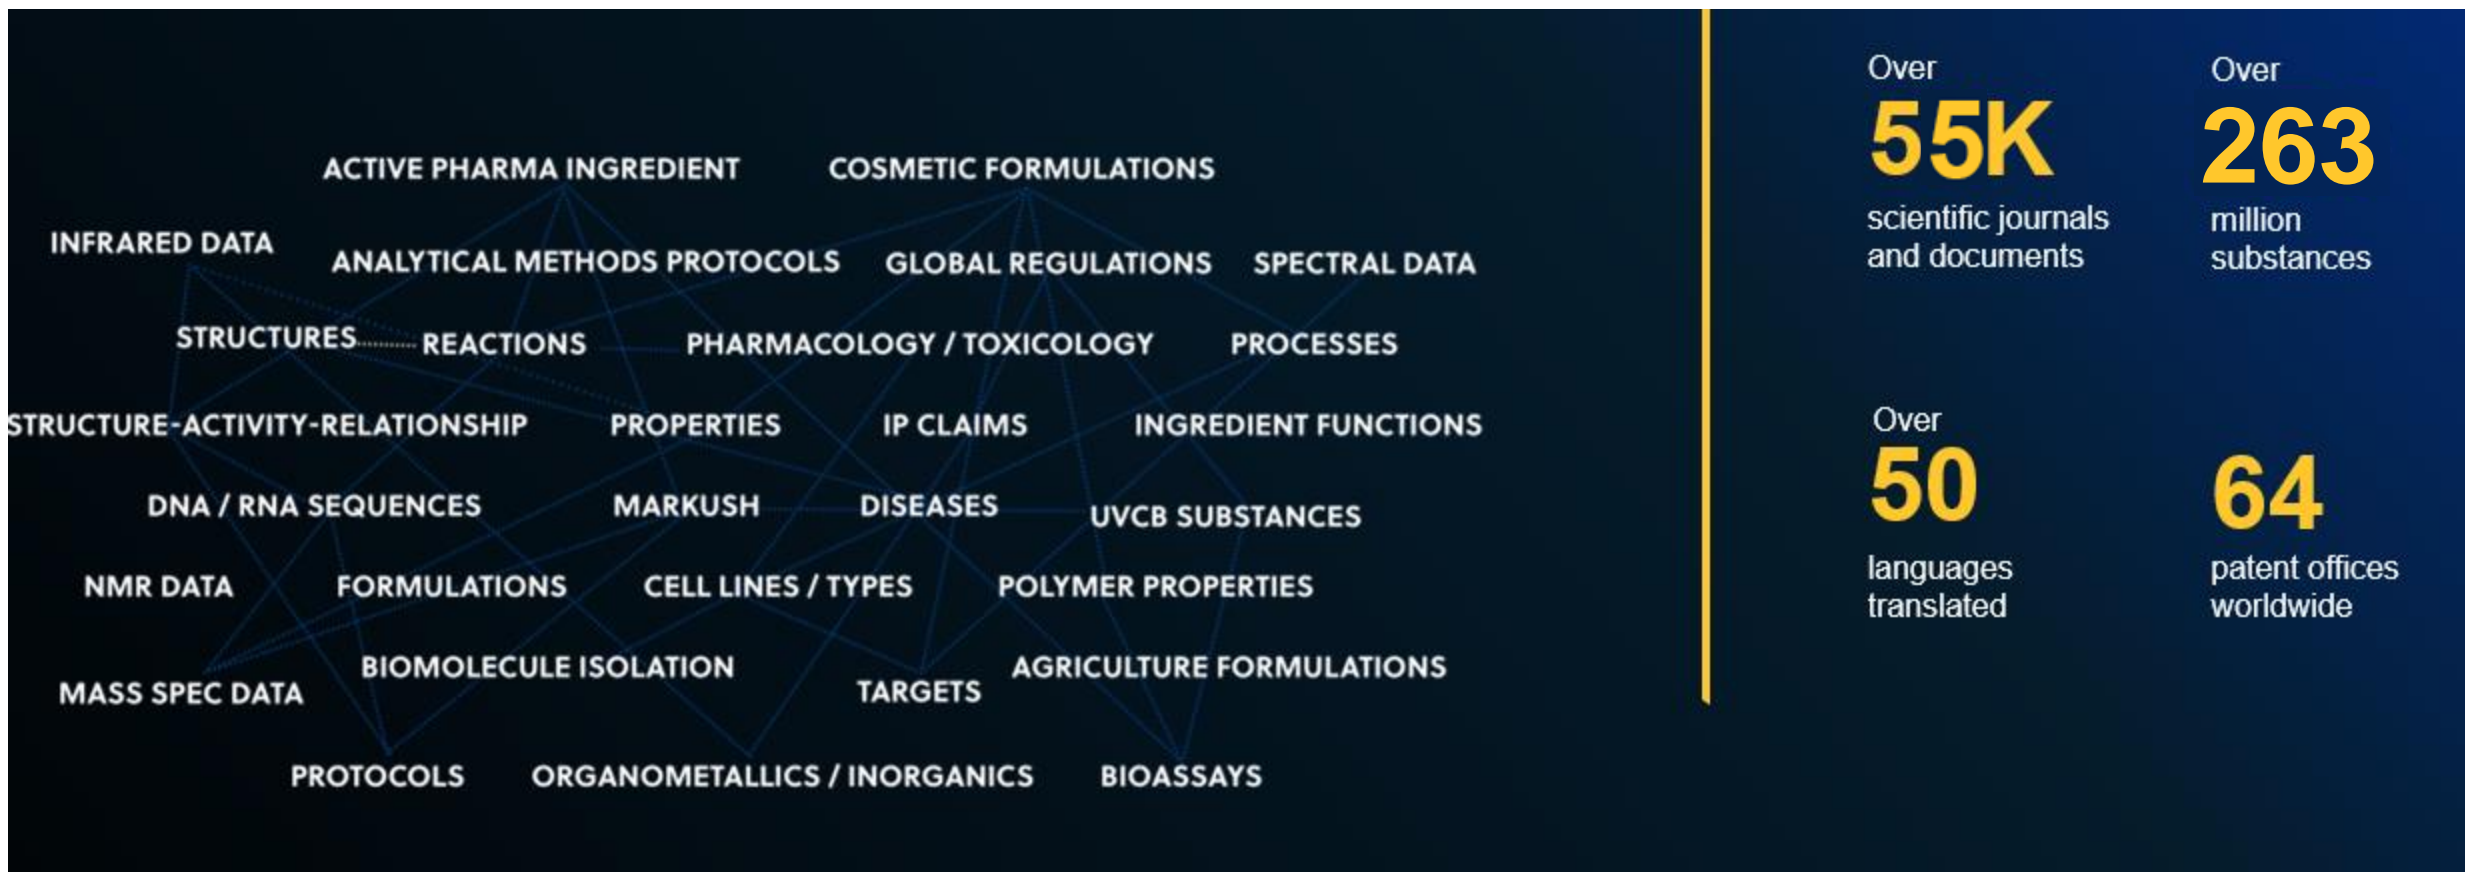 ACTIVE PHARMA INGREDIENT
COSMETIC FORMULATIONS
INFRARED DATA
ANALYTICAL METHODS PROTOCOLS
GLOBAL REGULATIONS
SPECTRAL DATA
STRUCTURES
REACTIONS
PHARMACOLOGY / TOXICOLOGY
PROCESSES
STRUCTURE-ACTIVITY-RELATIONSHIP
PROPERTIES
IP CLAIMS
INGREDIENT FUNCTIONS
DNA / RNA SEQUENCES
MARKUSH
DISEASES
UVCB SUBSTANCES
NMR DATA
FORMULATIONS
CELL LINES / TYPES
POLYMER PROPERTIES
MASS SPEC DATA
BIOMOLECULE ISOLATION
TARGETS
AGRICULTURE FORMULATIONS
PROTOCOLS
ORGANOMETALLICS / INORGANICS
BIOASSAYS
Over
55K
scientific journals
and documents
Over
263
million
substances
Over
50
languages
translated
64
patent offices
worldwide